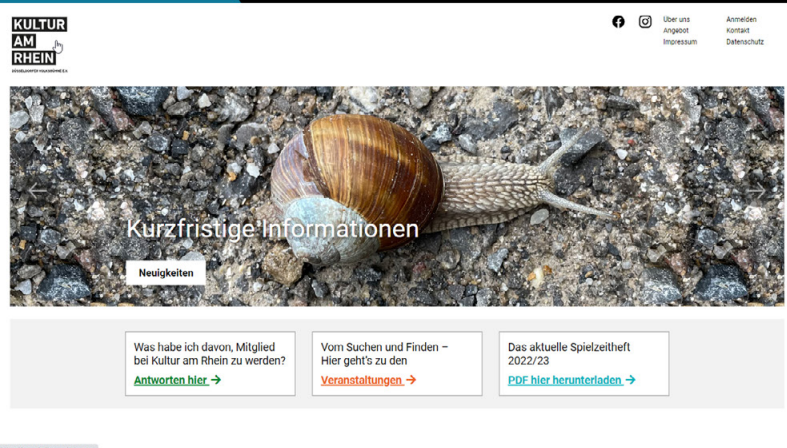 KULTUR
AM
RHEIN
DÜSSELDORFER VOLKSBÜHNE E.V.
Über uns
Angebot
Impressum
Anmelden
Kontakt
Datenschutz
Kurzfristige Informationen
Neuigkeiten
Was habe ich davon, Mitglied
bei Kultur am Rhein zu werden?
Antworten hier
Vom Suchen und Finden –
Hier geht's zu den
Veranstaltungen
Das aktuelle Spielzeitheft
2022/23
PDF hier herunterladen